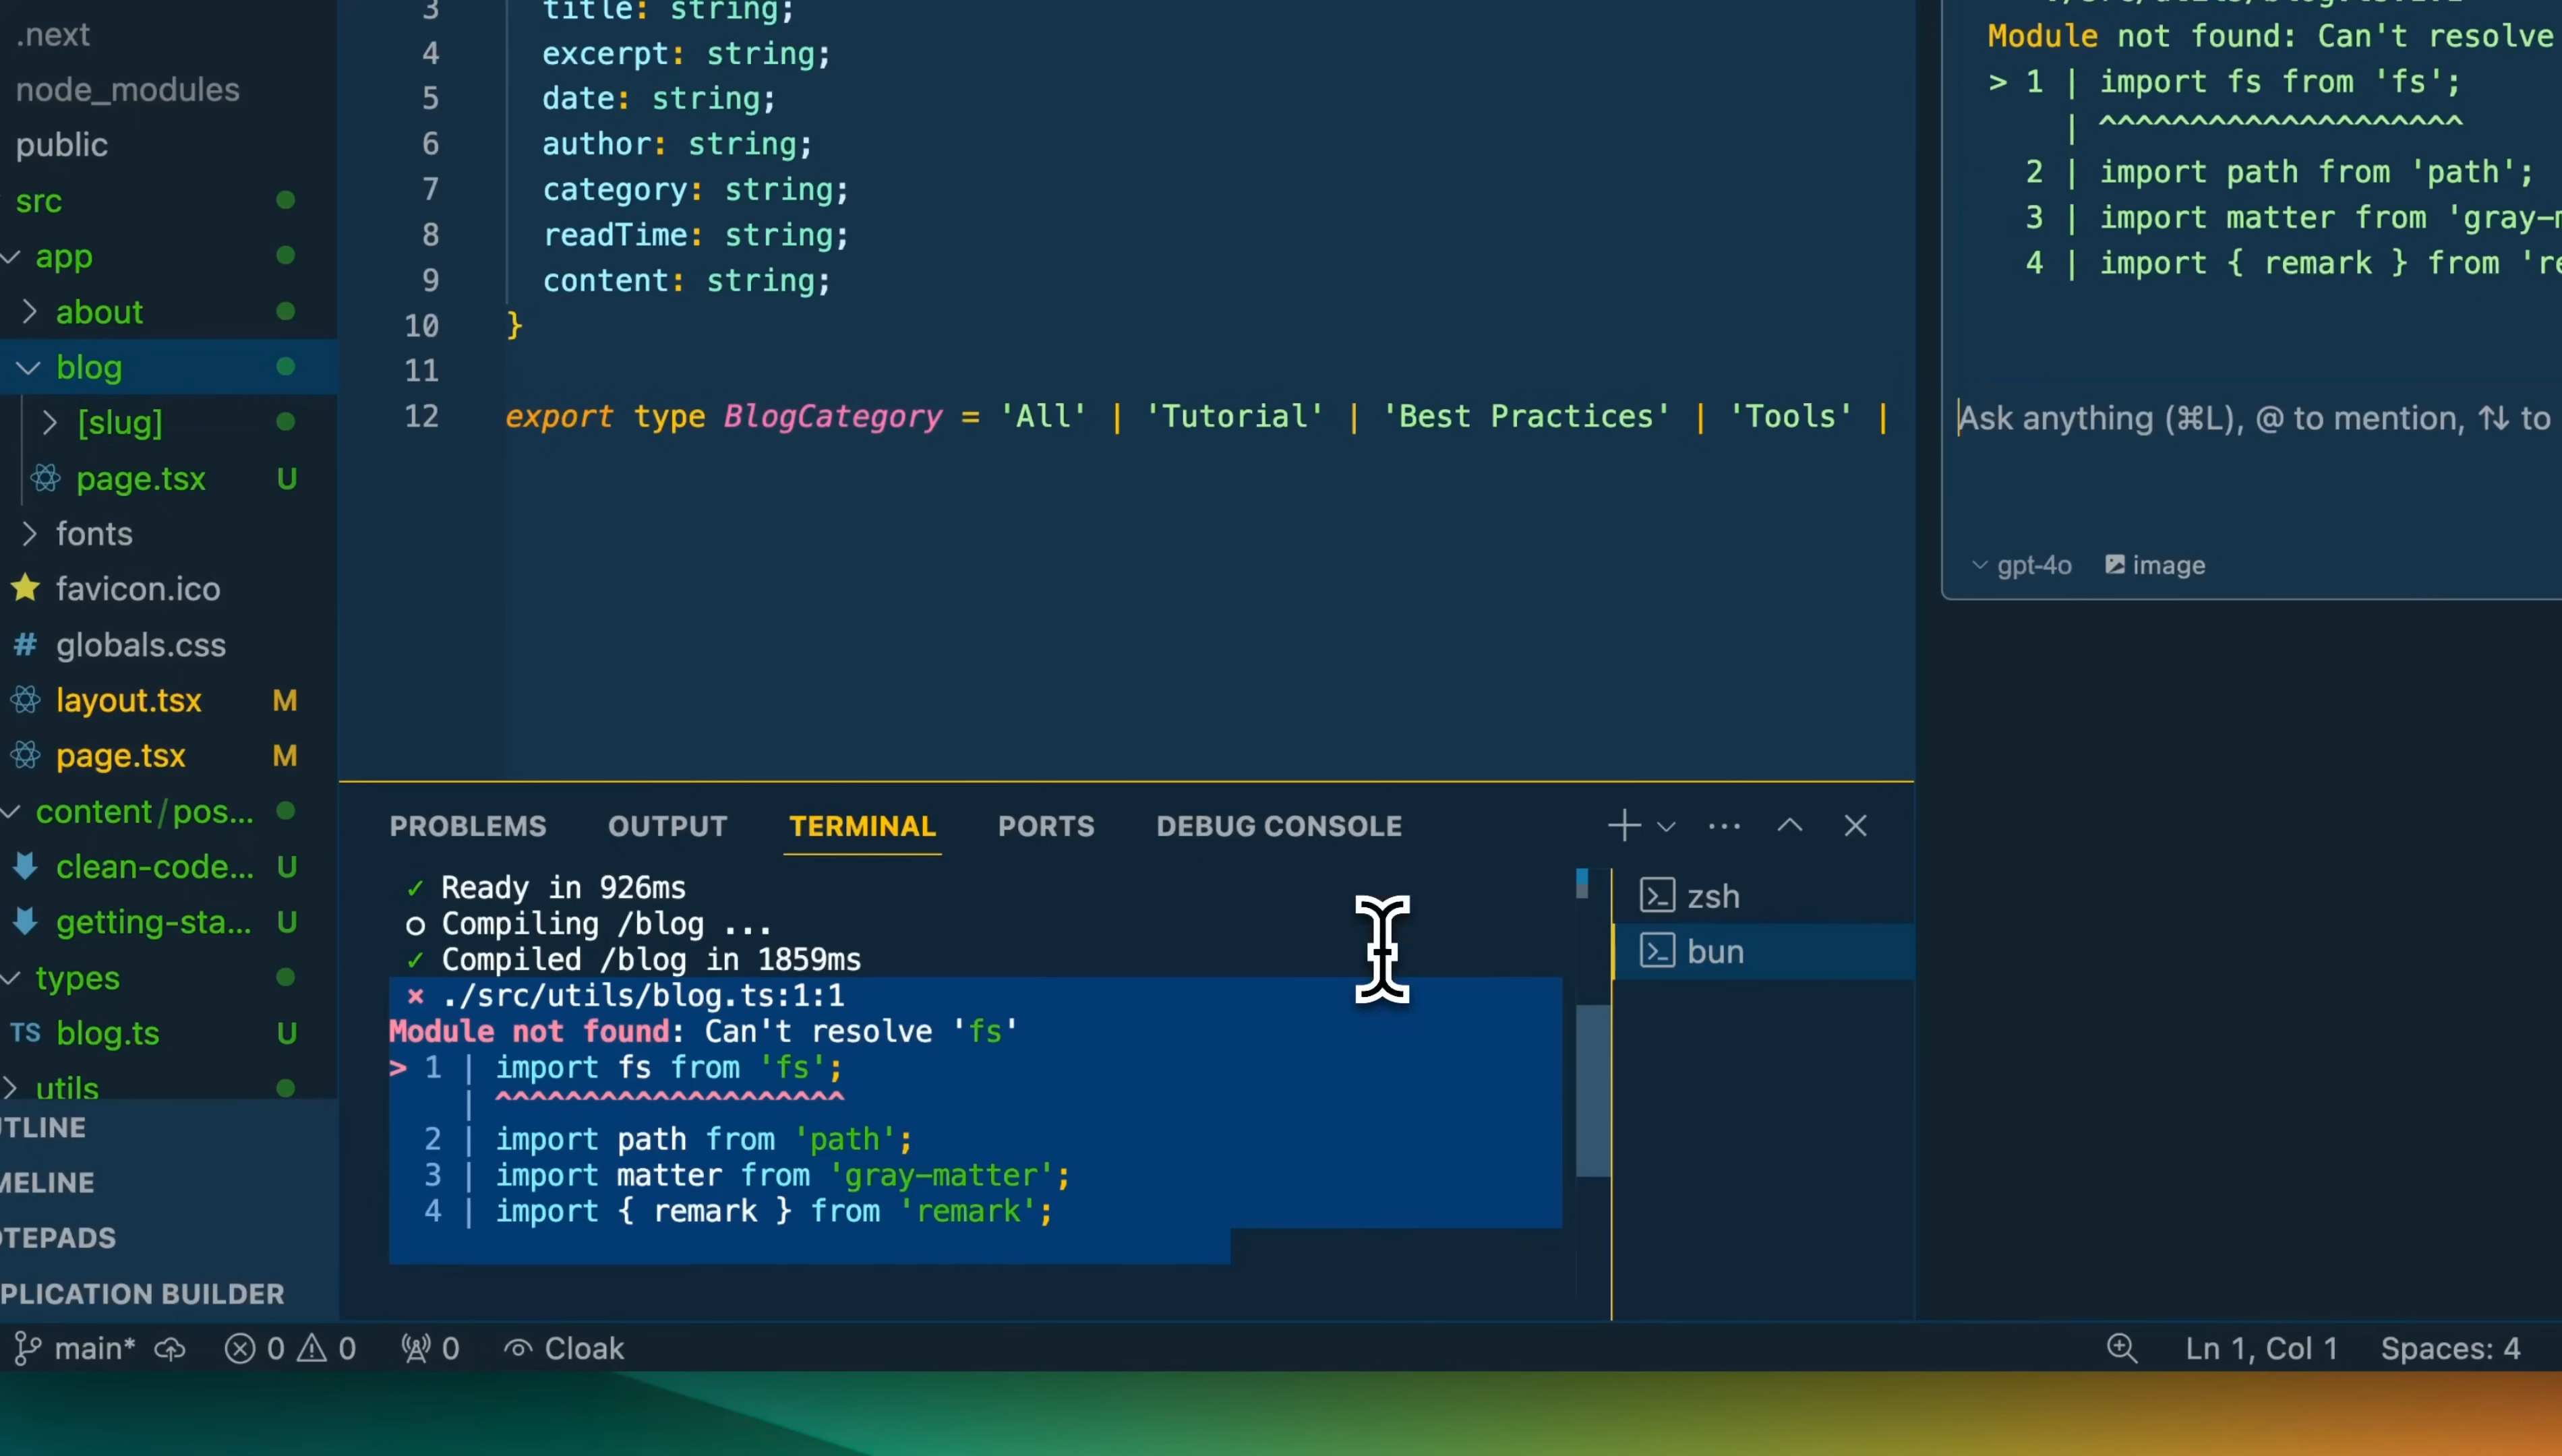 .next
node_modules
public
src
app
about
blog
[slug]
page.tsx U
fonts
favicon.ico
# globals.css
layout.tsx M
page.tsx M
content/pos...
clean-code... U
getting-sta... U
types
TS blog.ts U
utils
UTLINE
MELINE
OTEPADS
PLICATION BUILDER
3 title: string;
4 excerpt: string;
5 date: string;
6 author: string;
7 category: string;
8 readTime: string;
9 content: string;
10 }
11
12 export type BlogCategory = 'All' | 'Tutorial' | 'Best Practices' | 'Tools' |
PROBLEMS OUTPUT TERMINAL PORTS DEBUG CONSOLE
✓ Ready in 926ms
○ Compiling /blog ...
✓ Compiled /blog in 1859ms
× ./src/utils/blog.ts:1:1
Module not found: Can't resolve 'fs'
> 1 | import fs from 'fs';
| ^^^^^^^^^^^^^^^^^^^^
2 | import path from 'path';
3 | import matter from 'gray-matter';
4 | import { remark } from 'remark';
zsh
bun
Module not found: Can't resolve
> 1 | import fs from 'fs';
| ^^^^^^^^^^^^^^^^^^^^
2 | import path from 'path';
3 | import matter from 'gray-m
4 | import { remark } from 're
Ask anything (⌘L), @ to mention, ↑↓ to
gpt-4o image
main* 0 0 0 Cloak
Ln 1, Col 1 Spaces: 4